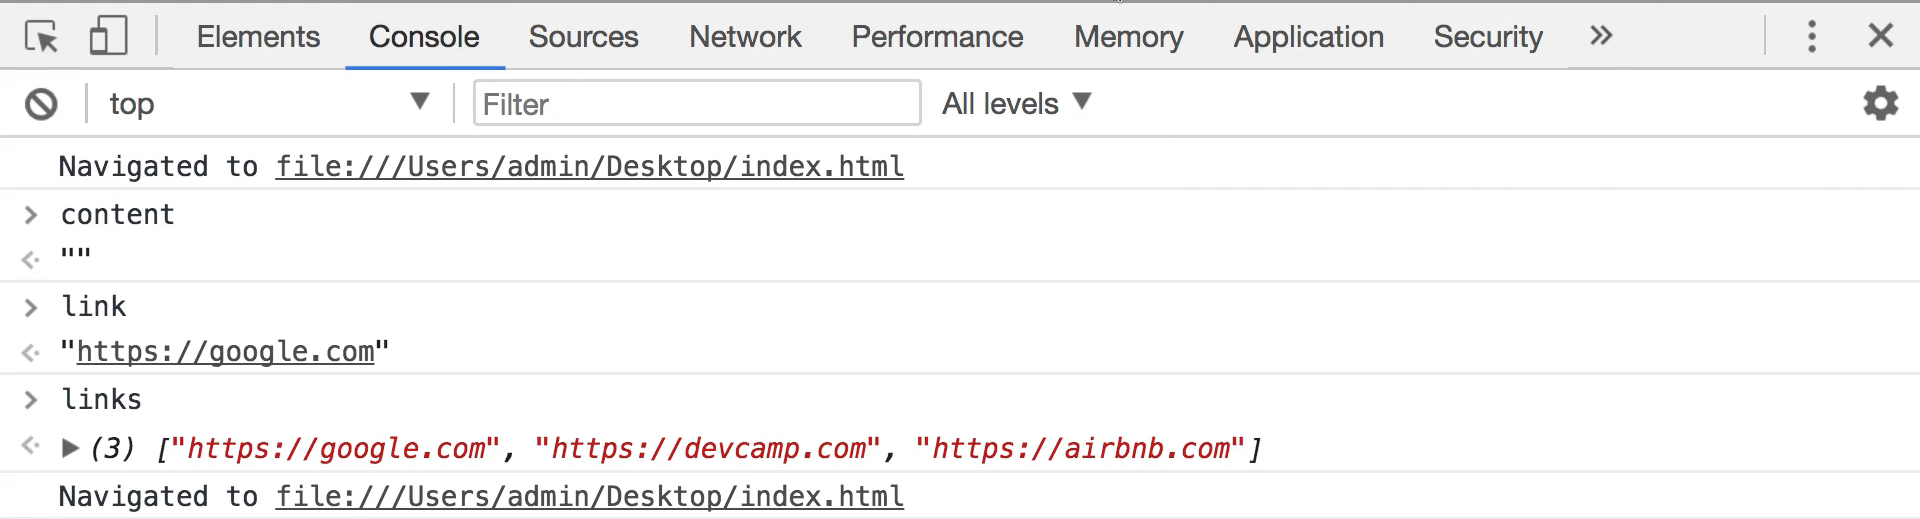 Elements Console Sources Network Performance Memory Application Security »
top Filter All levels
Navigated to file:///Users/admin/Desktop/index.html
> content
""
> link
"https://google.com"
> links
(3) ["https://google.com", "https://devcamp.com", "https://airbnb.com"]
Navigated to file:///Users/admin/Desktop/index.html